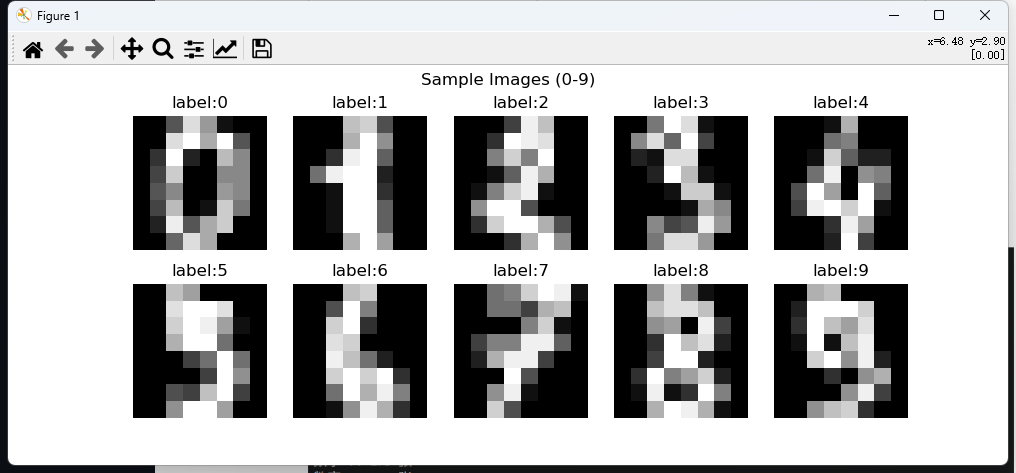 Figure 1
x=6.48 y=2.90
[0.00]
Sample Images (0-9)
label:0 label:1 label:2 label:3 label:4
label:5 label:6 label:7 label:8 label:9